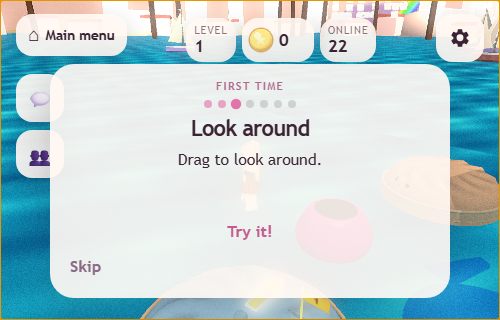 Main menu
LEVEL
1
0
ONLINE
22
FIRST TIME
Look around
Drag to look around.
Try it!
Skip